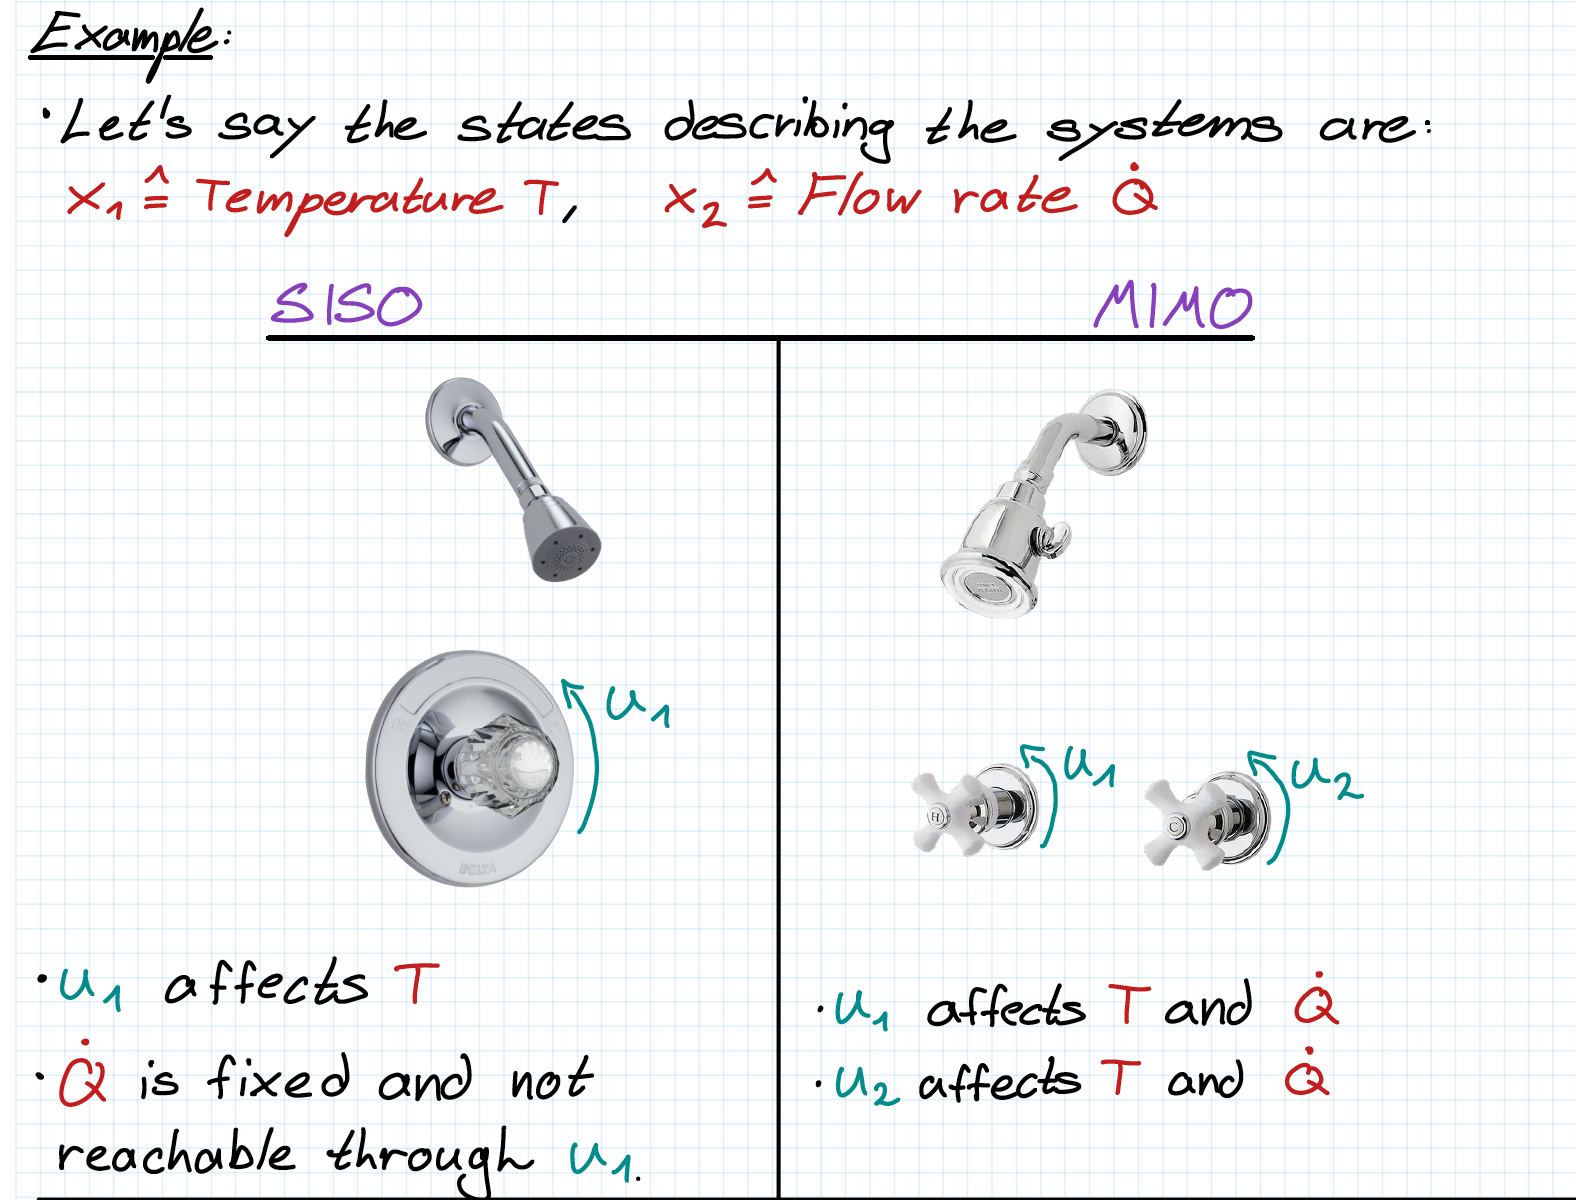 Example:
· Let's say the states describing the systems are:
x₁ ≙ Temperature T, x₂ ≙ Flow rate Q̇
SISO
MIMO
u₁
DELTA
u₁
u₂
H
C
· u₁ affects T
· Q̇ is fixed and not
reachable through u₁.
· u₁ affects T and Q̇
· u₂ affects T and Q̇